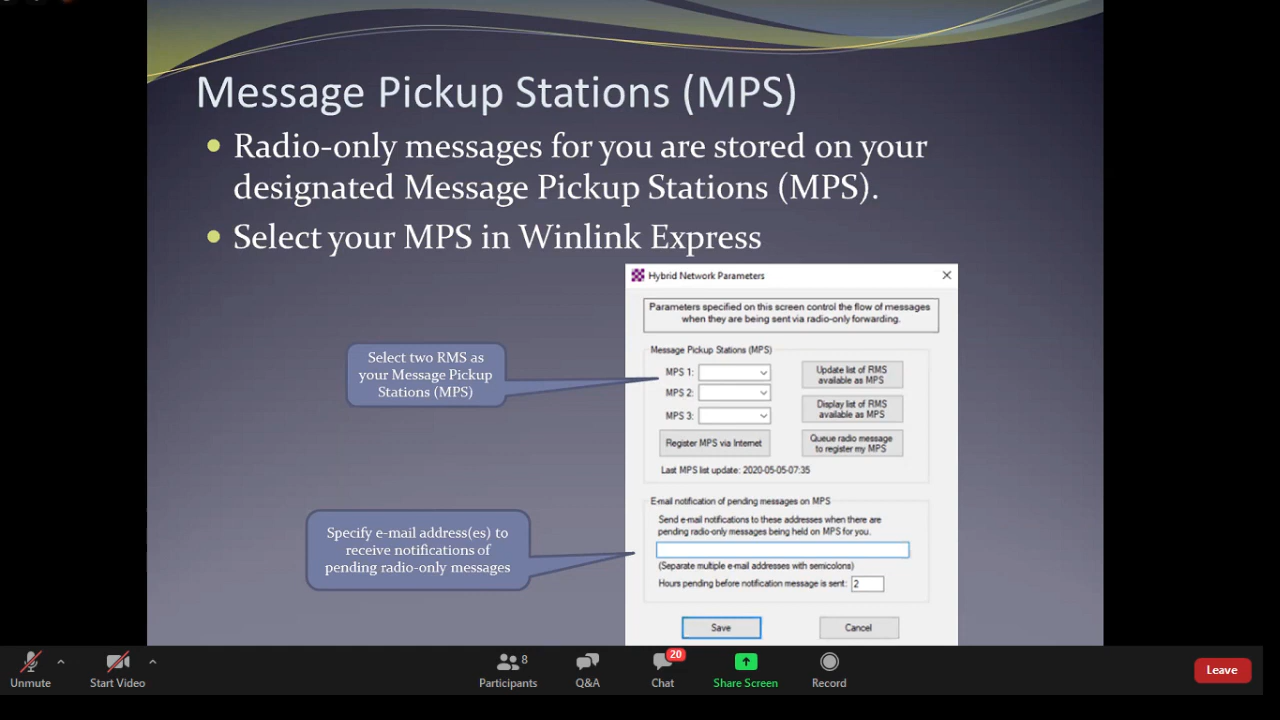 Message Pickup Stations (MPS)
Radio-only messages for you are stored on your
designated Message Pickup Stations (MPS).
Select your MPS in Winlink Express
Hybrid Network Parameters
Parameters specified on this screen control the flow of messages
when they are being sent via radio-only forwarding.
Message Pickup Stations (MPS)
Select two RMS as
your Message Pickup
Stations (MPS)
MPS 1:
MPS 2:
MPS 3:
Update list of RMS
available as MPS
Display list of RMS
available as MPS
Register MPS via Internet
Queue radio message
to register my MPS
Last MPS list update: 2020-05-05-07:35
E-mail notification of pending messages on MPS
Specify e-mail address(es) to
receive notifications of
pending radio-only messages
Send e-mail notifications to these addresses when there are
pending radio-only messages being held on MPS for you.
(Separate multiple e-mail addresses with semicolons)
Hours pending before notification message is sent: 2
Save
Cancel
Unmute
Start Video
Participants
8
Q&A
Chat
20
Share Screen
Record
Leave